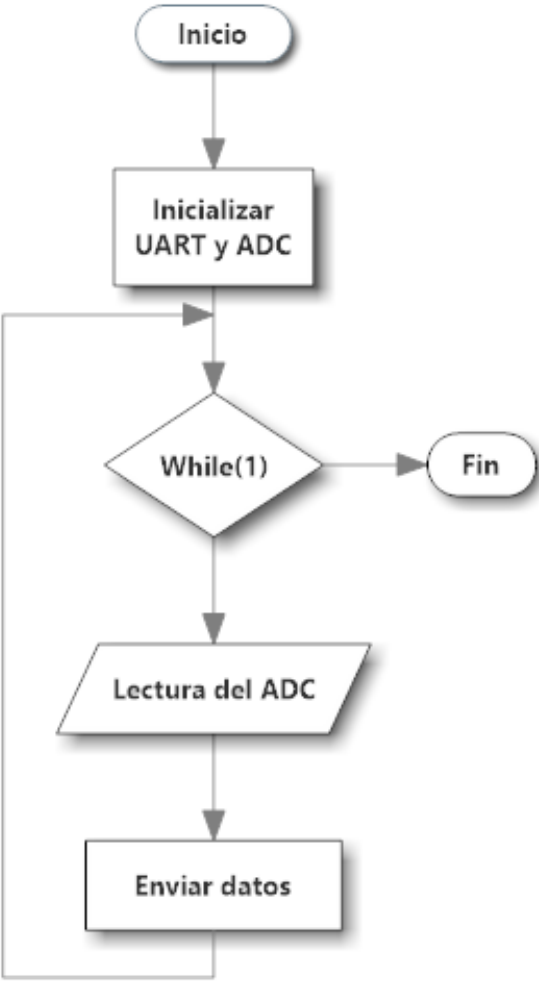 Inicio
Inicializar
UART y ADC
While(1)
Fin
Lectura del ADC
Enviar datos